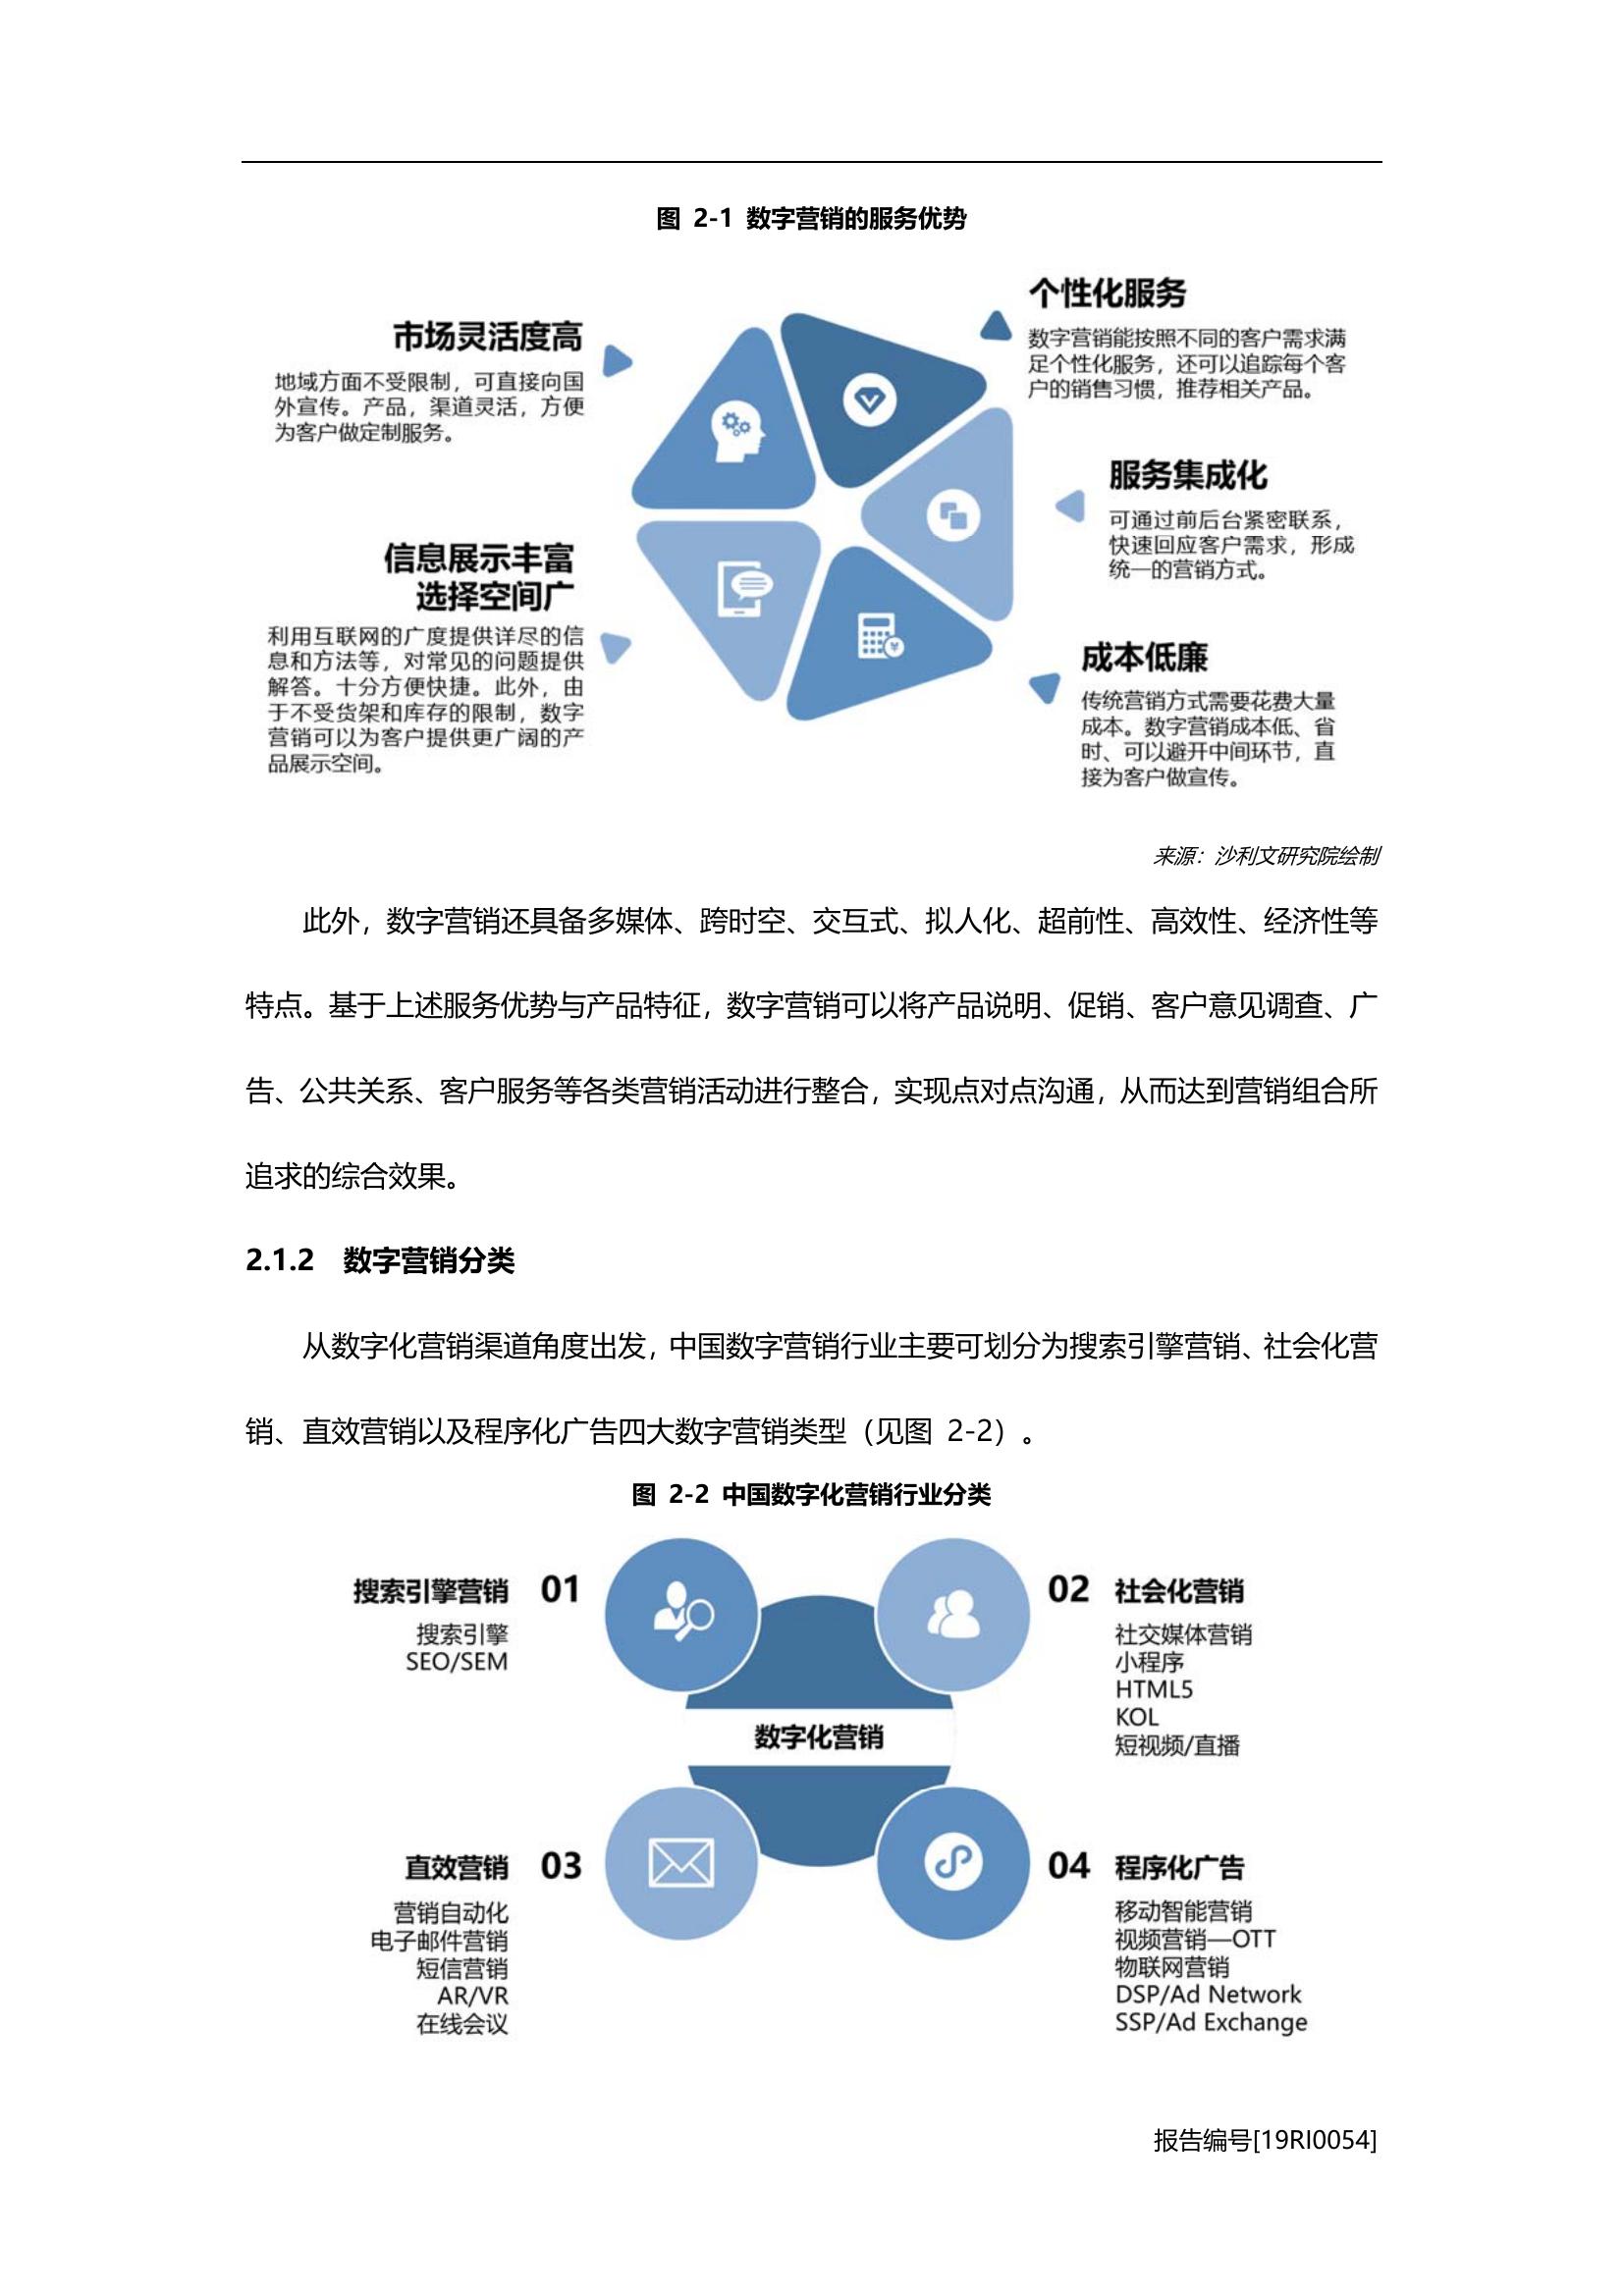 图 2-1 数字营销的服务优势
市场灵活度高
地域方面不受限制，可直接向国
外宣传。产品，渠道灵活，方便
为客户做定制服务。
个性化服务
数字营销能按照不同的客户需求满
足个性化服务，还可以追踪每个客
户的销售习惯，推荐相关产品。
服务集成化
可通过前后台紧密联系，
快速回应客户需求，形成
统一的营销方式。
信息展示丰富
选择空间广
利用互联网的广度提供详尽的信
息和方法等，对常见的问题提供
解答。十分方便快捷。此外，由
于不受货架和库存的限制，数字
营销可以为客户提供更广阔的产
品展示空间。
成本低廉
传统营销方式需要花费大量
成本。数字营销成本低、省
时、可以避开中间环节，直
接为客户做宣传。
来源：沙利文研究院绘制
此外，数字营销还具备多媒体、跨时空、交互式、拟人化、超前性、高效性、经济性等
特点。基于上述服务优势与产品特征，数字营销可以将产品说明、促销、客户意见调查、广
告、公共关系、客户服务等各类营销活动进行整合，实现点对点沟通，从而达到营销组合所
追求的综合效果。
2.1.2 数字营销分类
从数字化营销渠道角度出发，中国数字营销行业主要可划分为搜索引擎营销、社会化营
销、直效营销以及程序化广告四大数字营销类型（见图 2-2）。
图 2-2 中国数字化营销行业分类
搜索引擎营销 01
搜索引擎
SEO/SEM
02 社会化营销
社交媒体营销
小程序
HTML5
KOL
短视频/直播
数字化营销
直效营销 03
营销自动化
电子邮件营销
短信营销
AR/VR
在线会议
04 程序化广告
移动智能营销
视频营销—OTT
物联网营销
DSP/Ad Network
SSP/Ad Exchange
报告编号[19RI0054]